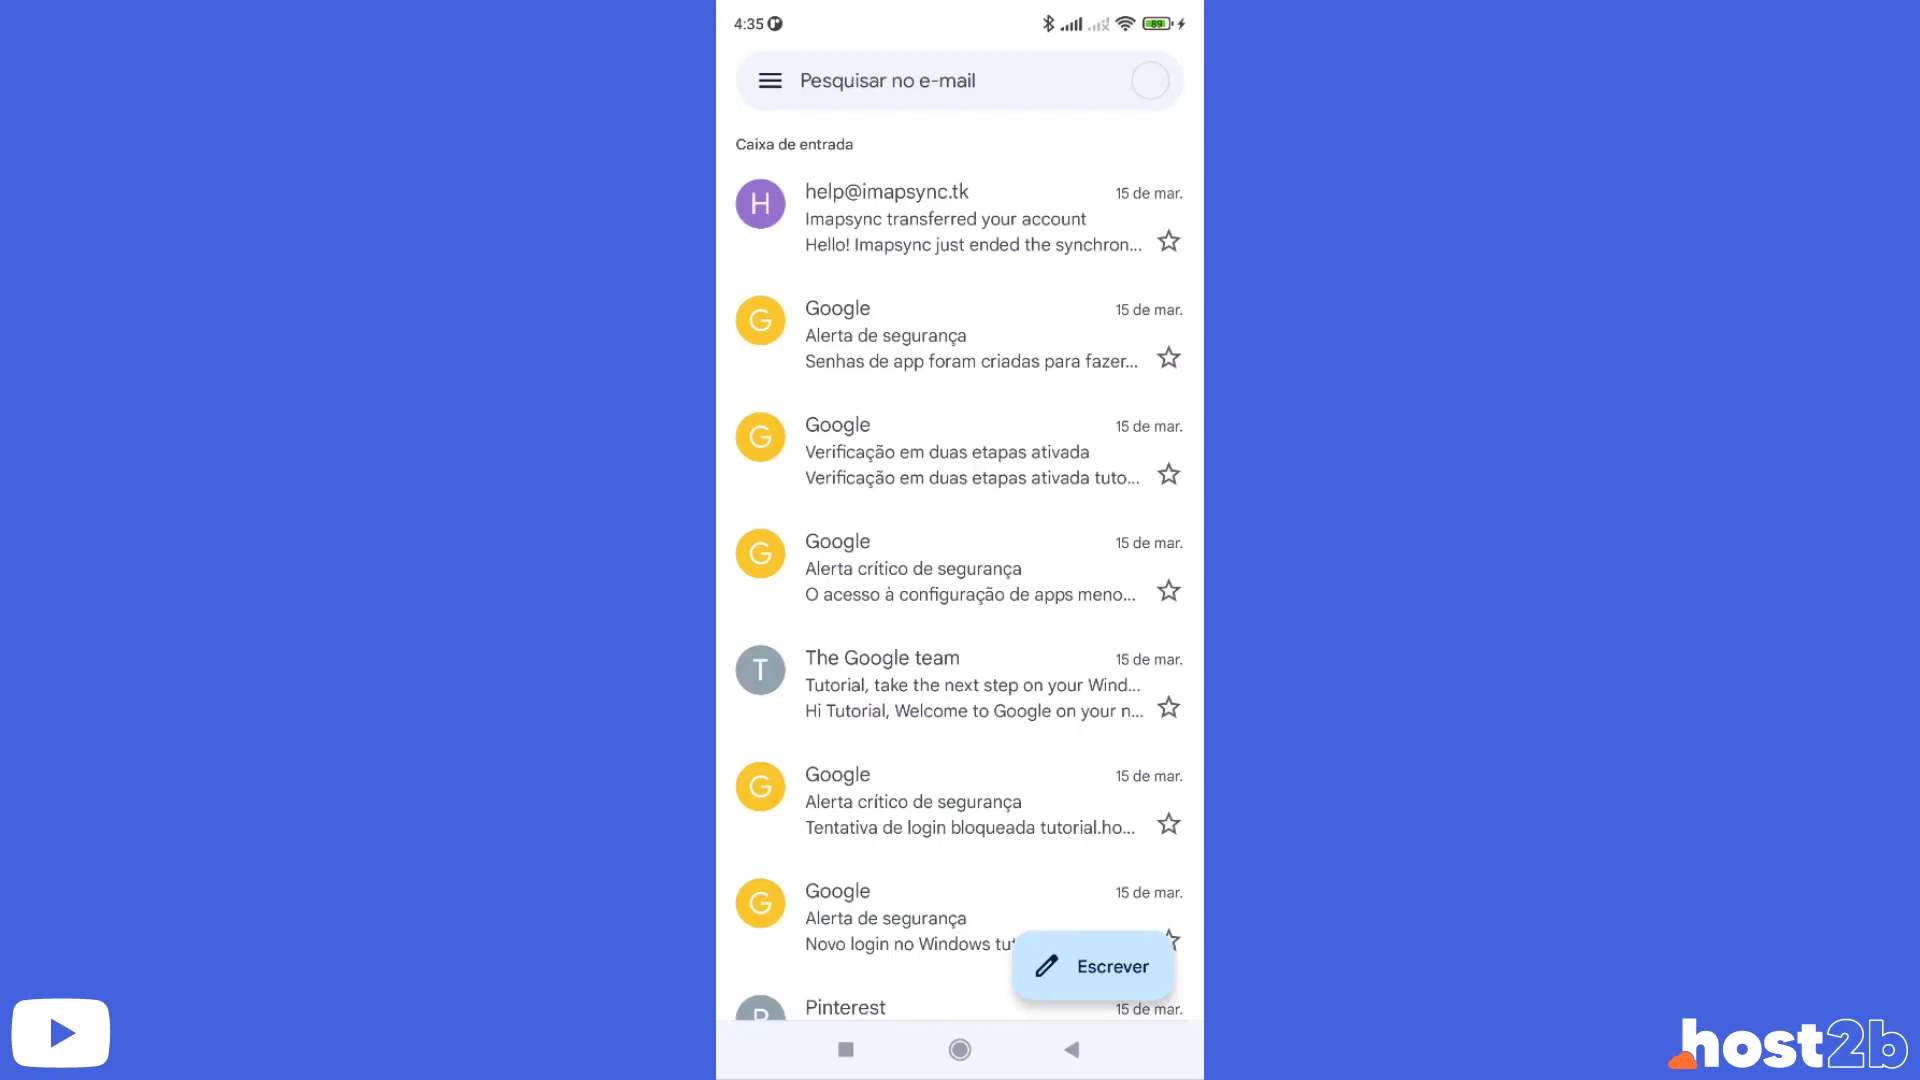 4:35
89
Pesquisar no e-mail
Caixa de entrada
H
help@imapsync.tk
15 de mar.
Imapsync transferred your account
Hello! Imapsync just ended the synchron...
G
Google
15 de mar.
Alerta de segurança
Senhas de app foram criadas para fazer...
G
Google
15 de mar.
Verificação em duas etapas ativada
Verificação em duas etapas ativada tuto...
G
Google
15 de mar.
Alerta crítico de segurança
O acesso à configuração de apps meno...
T
The Google team
15 de mar.
Tutorial, take the next step on your Wind...
Hi Tutorial, Welcome to Google on your n...
G
Google
15 de mar.
Alerta crítico de segurança
Tentativa de login bloqueada tutorial.ho...
G
Google
15 de mar.
Alerta de segurança
Novo login no Windows tut
Escrever
P
Pinterest
15 de mar.
host2b